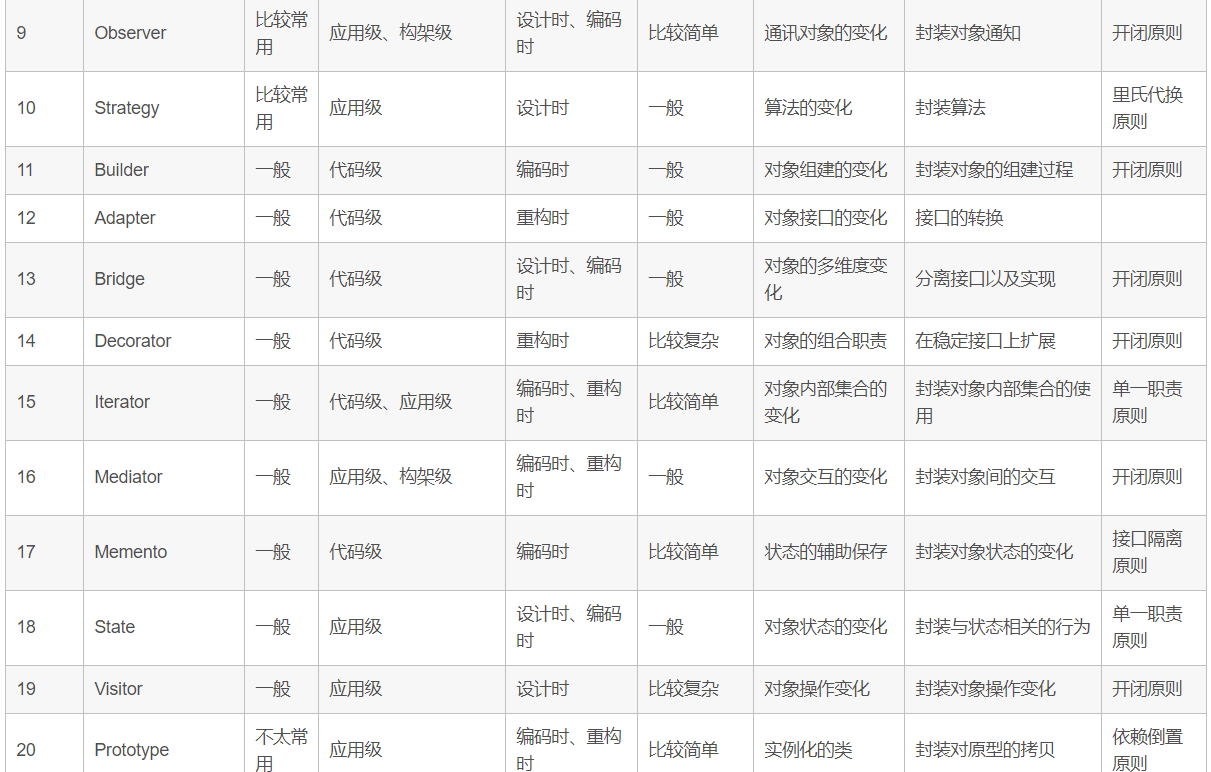 9 Observer 比较常用 应用级、构架级 设计时、编码时 比较简单 通讯对象的变化 封装对象通知 开闭原则
10 Strategy 比较常用 应用级 设计时 一般 算法的变化 封装算法 里氏代换原则
11 Builder 一般 代码级 编码时 一般 对象组建的变化 封装对象的组建过程 开闭原则
12 Adapter 一般 代码级 重构时 一般 对象接口的变化 接口的转换
13 Bridge 一般 代码级 设计时、编码时 一般 对象的多维度变化 分离接口以及实现 开闭原则
14 Decorator 一般 代码级 重构时 比较复杂 对象的组合职责 在稳定接口上扩展 开闭原则
15 Iterator 一般 代码级、应用级 编码时、重构时 比较简单 对象内部集合的变化 封装对象内部集合的使用 单一职责原则
16 Mediator 一般 应用级、构架级 编码时、重构时 一般 对象交互的变化 封装对象间的交互 开闭原则
17 Memento 一般 代码级 编码时 比较简单 状态的辅助保存 封装对象状态的变化 接口隔离原则
18 State 一般 应用级 设计时、编码时 一般 对象状态的变化 封装与状态相关的行为 单一职责原则
19 Visitor 一般 应用级 设计时 比较复杂 对象操作变化 封装对象操作变化 开闭原则
20 Prototype 不太常用 应用级 编码时、重构时 比较简单 实例化的类 封装对原型的拷贝 依赖倒置原则